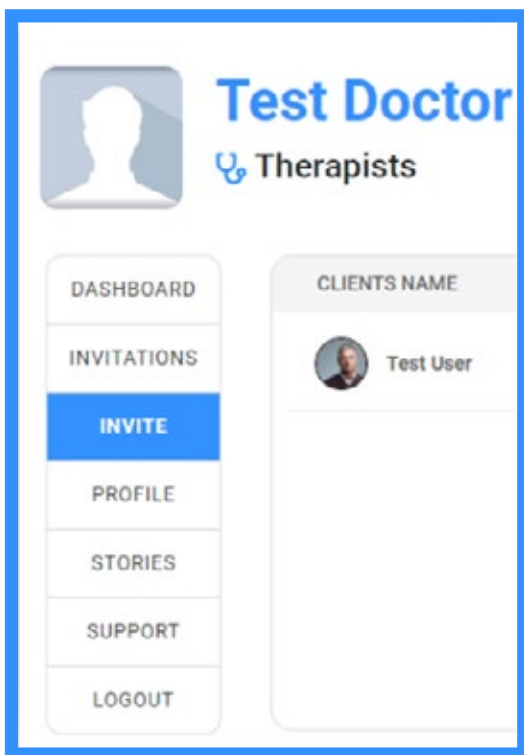 Test Doctor
Therapists
DASHBOARD
INVITATIONS
INVITE
PROFILE
STORIES
SUPPORT
LOGOUT
CLIENTS NAME
Test User